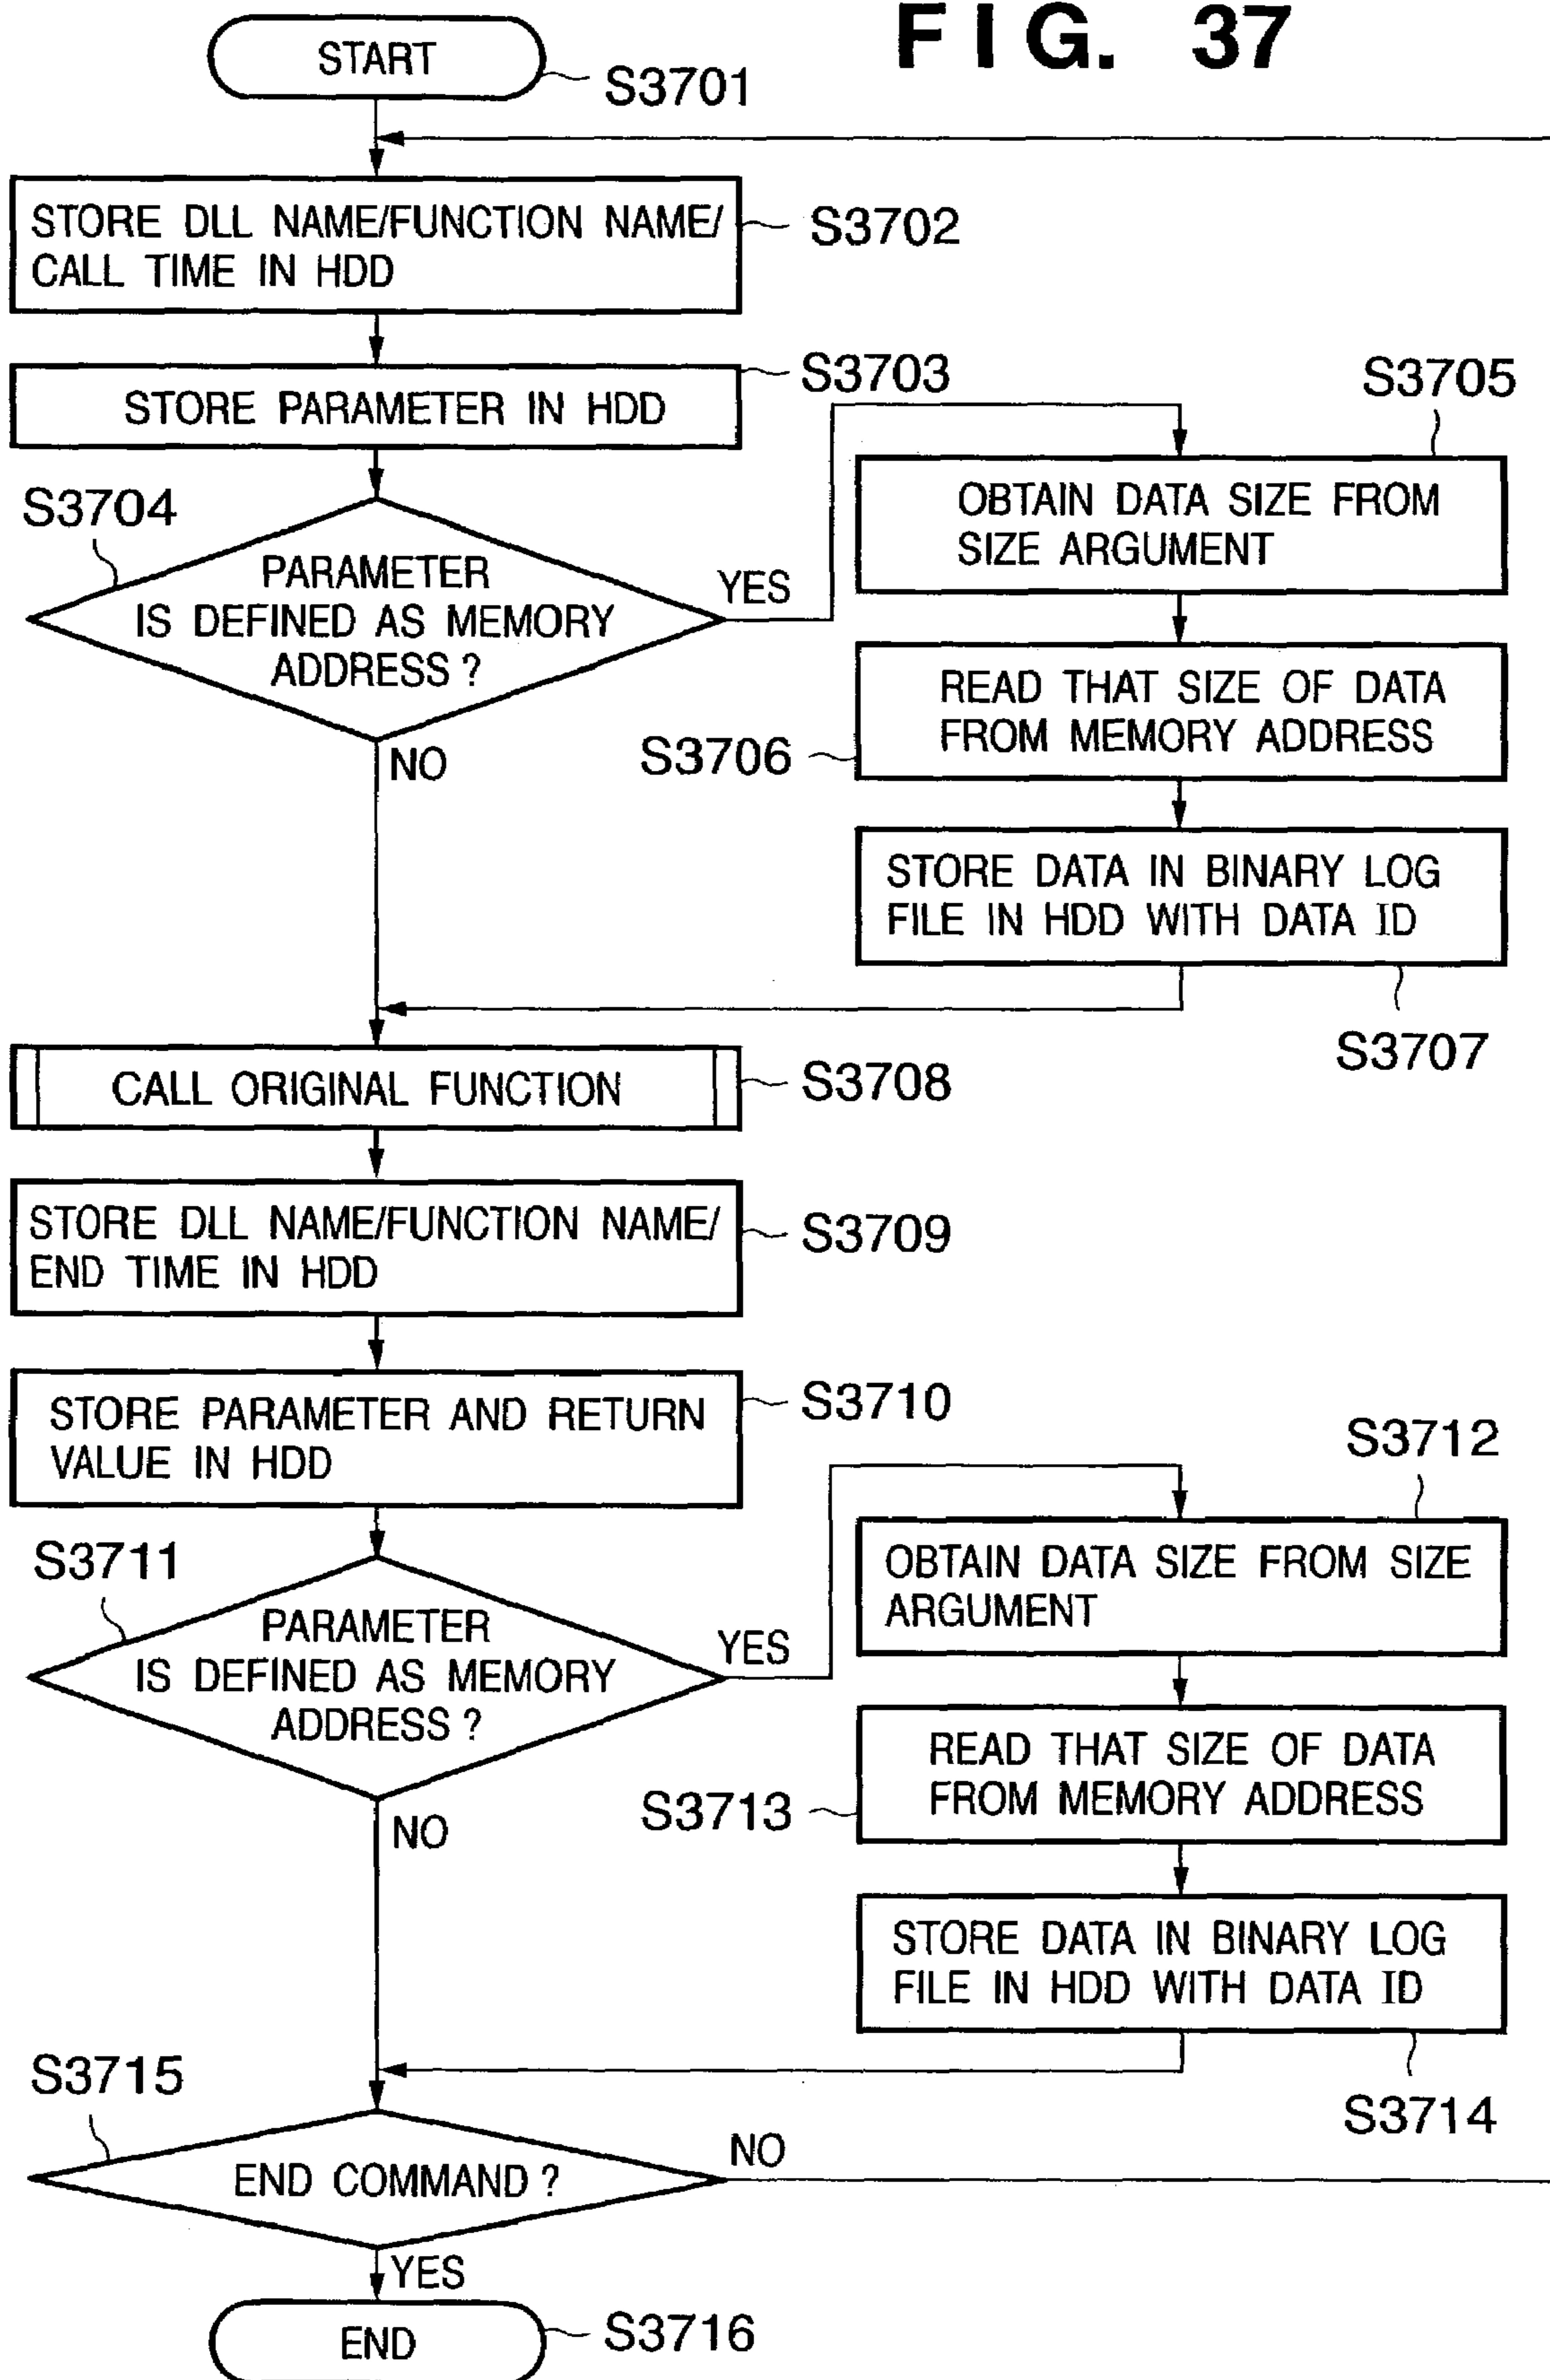 FIG. 37
START
S3701
STORE DLL NAME/FUNCTION NAME/
CALL TIME IN HDD
S3702
STORE PARAMETER IN HDD
S3703
S3704
PARAMETER
IS DEFINED AS MEMORY
ADDRESS ?
YES
NO
S3705
OBTAIN DATA SIZE FROM
SIZE ARGUMENT
READ THAT SIZE OF DATA
FROM MEMORY ADDRESS
S3706
STORE DATA IN BINARY LOG
FILE IN HDD WITH DATA ID
S3707
CALL ORIGINAL FUNCTION
S3708
STORE DLL NAME/FUNCTION NAME/
END TIME IN HDD
S3709
STORE PARAMETER AND RETURN
VALUE IN HDD
S3710
S3711
PARAMETER
IS DEFINED AS MEMORY
ADDRESS ?
YES
NO
S3712
OBTAIN DATA SIZE FROM SIZE
ARGUMENT
READ THAT SIZE OF DATA
FROM MEMORY ADDRESS
S3713
STORE DATA IN BINARY LOG
FILE IN HDD WITH DATA ID
S3714
S3715
END COMMAND ?
NO
YES
END
S3716